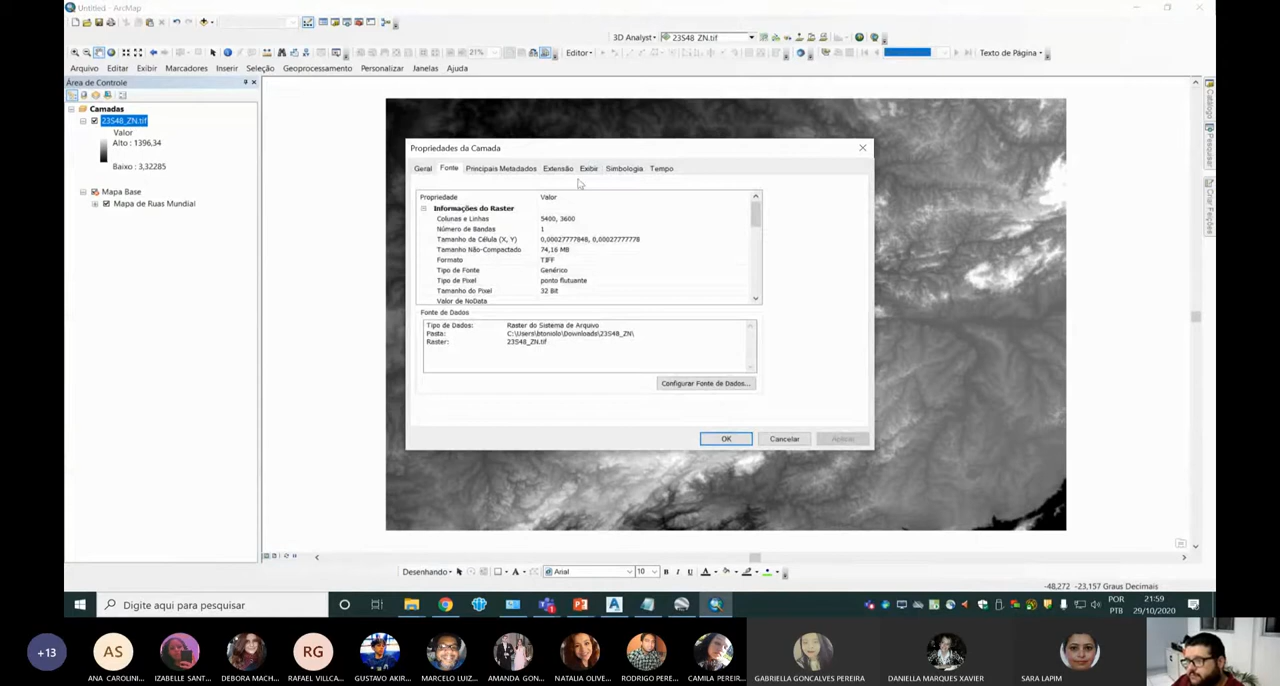 Untitled - ArcMap
21%
3D Analyst
23S48_ZN.tif
Editor
Texto de Página
Arquivo Editar Exibir Marcadores Inserir Seleção Geoprocessamento Personalizar Janelas Ajuda
Área de Controle
Camadas
23S48_ZN.tif
Valor
Alto : 1396,34
Baixo : 3,32285
Mapa Base
Mapa de Ruas Mundial
Propriedades da Camada
Geral Fonte Principais Metadados Extensão Exibir Simbologia Tempo
Propriedade Valor
Informações do Raster
Colunas e Linhas 5400, 3600
Número de Bandas 1
Tamanho da Célula (X, Y) 0,00027777848, 0,0002777778
Tamanho Não-Compactado 74,16 MB
Formato TIFF
Tipo de Fonte Genérico
Tipo de Pixel ponto flutuante
Tamanho do Pixel 32 Bit
Valor de NoData
Fonte de Dados
Tipo de Dados: Raster do Sistema de Arquivo
Pasta: C:\Users\btoniolo\Downloads\23S48_ZN\
Raster: 23S48_ZN.tif
Configurar Fonte de Dados...
OK Cancelar Aplicar
Catálogo
Pesquisar
Criar Feições
Desenhando
A
Arial
10
B I U A
-48,272 -23,157 Graus Decimais
Digite aqui para pesquisar
POR
PTB
21:59
29/10/2020
+13
AS
RG
ANA CAROLINI...
IZABELLE SANT...
DEBORA MACH...
RAFAEL VILLCA...
GUSTAVO AKIR...
MARCELO LUIZ...
AMANDA GON...
NATALIA OLIVE...
RODRIGO PERE...
CAMILA PEREIR...
GABRIELLA GONCALVES PEREIRA
DANIELLA MARQUES XAVIER
SARA LAPIM